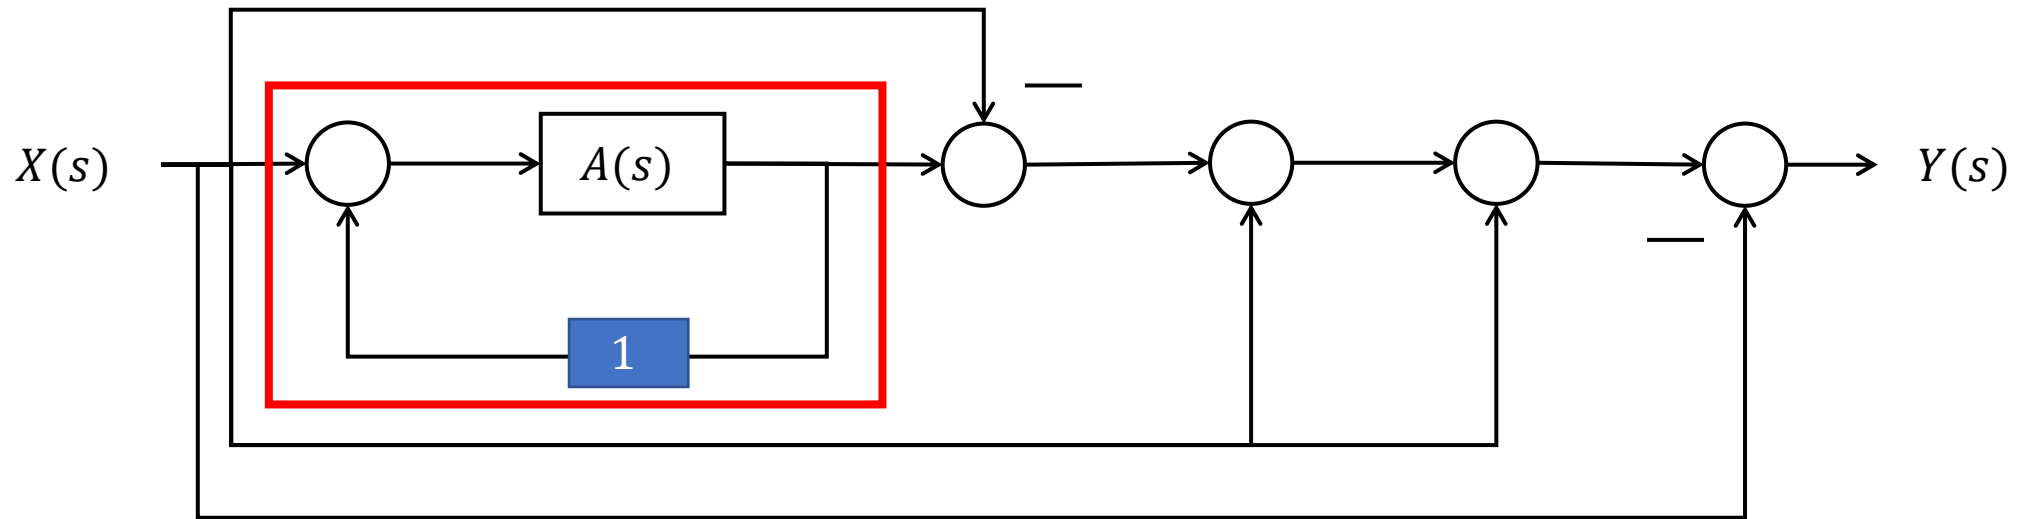 X(s)
A(s)
Y(s)
—
—
1